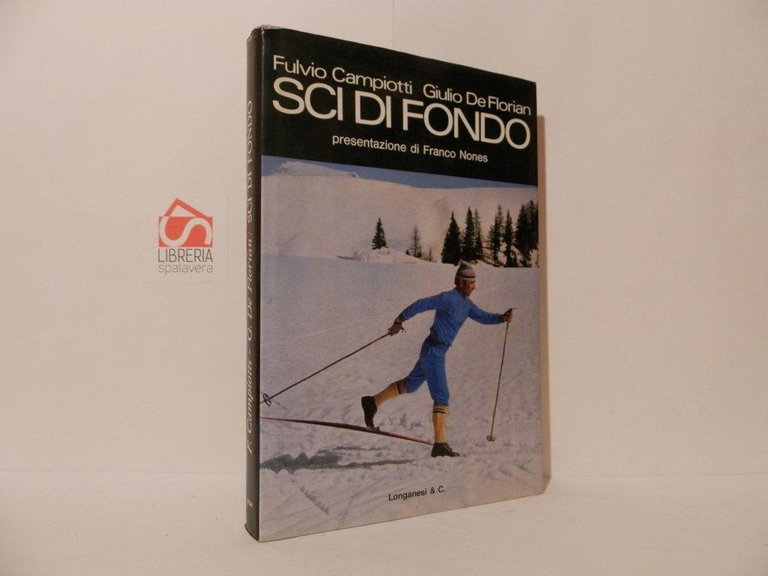 Fulvio Campiotti Giulio De Florian
SCI DI FONDO
presentazione di Franco Nones
Longanesi & C.
F. Campiotti - G. De Florian: SCI DI FONDO
LIBRERIA
spalavera